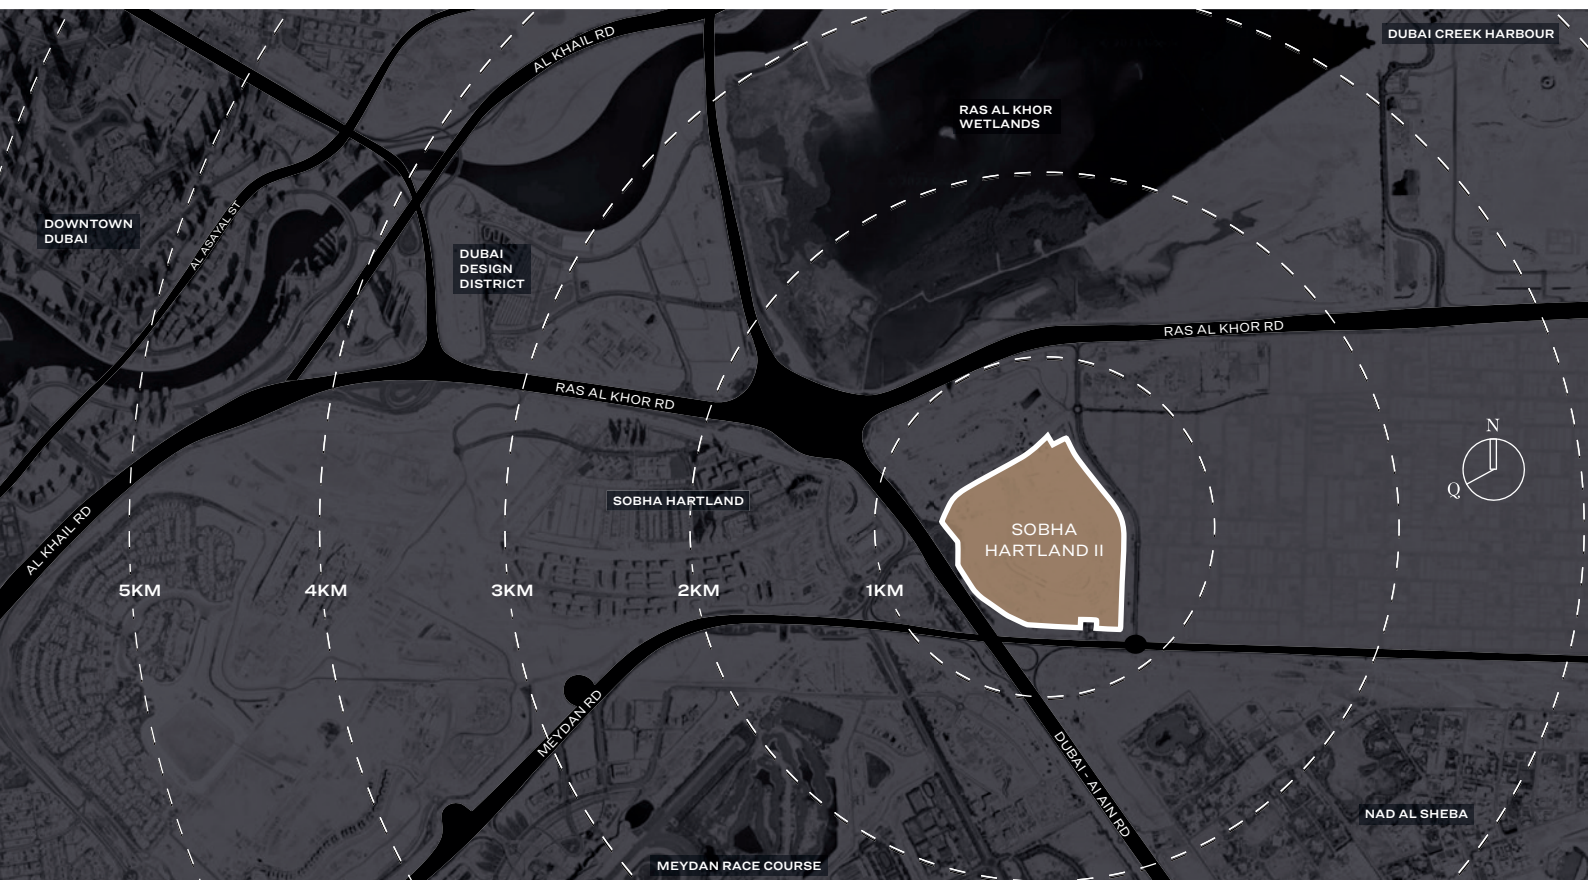 DUBAI CREEK HARBOUR
AL KHAIL RD
RAS AL KHOR
WETLANDS
DOWNTOWN
DUBAI
AL ASAYAL ST
DUBAI
DESIGN
DISTRICT
RAS AL KHOR RD
RAS AL KHOR RD
N
Q
SOBHA HARTLAND
SOBHA
HARTLAND II
AL KHAIL RD
5KM
4KM
3KM
2KM
1KM
MEYDAN RD
DUBAI - Al AIN RD
NAD AL SHEBA
MEYDAN RACE COURSE